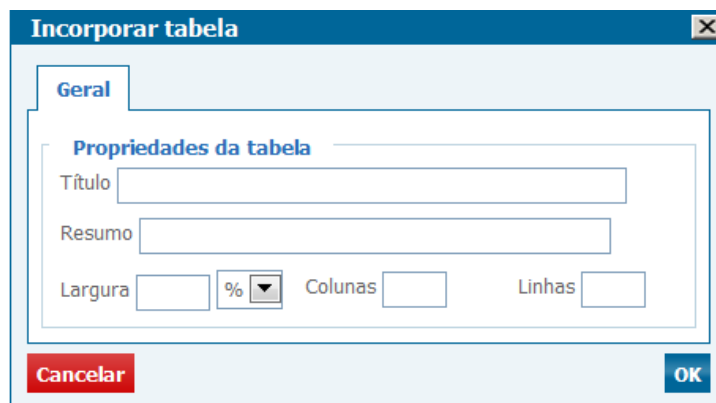 Incorporar tabela
Geral
Propriedades da tabela
Título
Resumo
Largura % Colunas Linhas
Cancelar OK